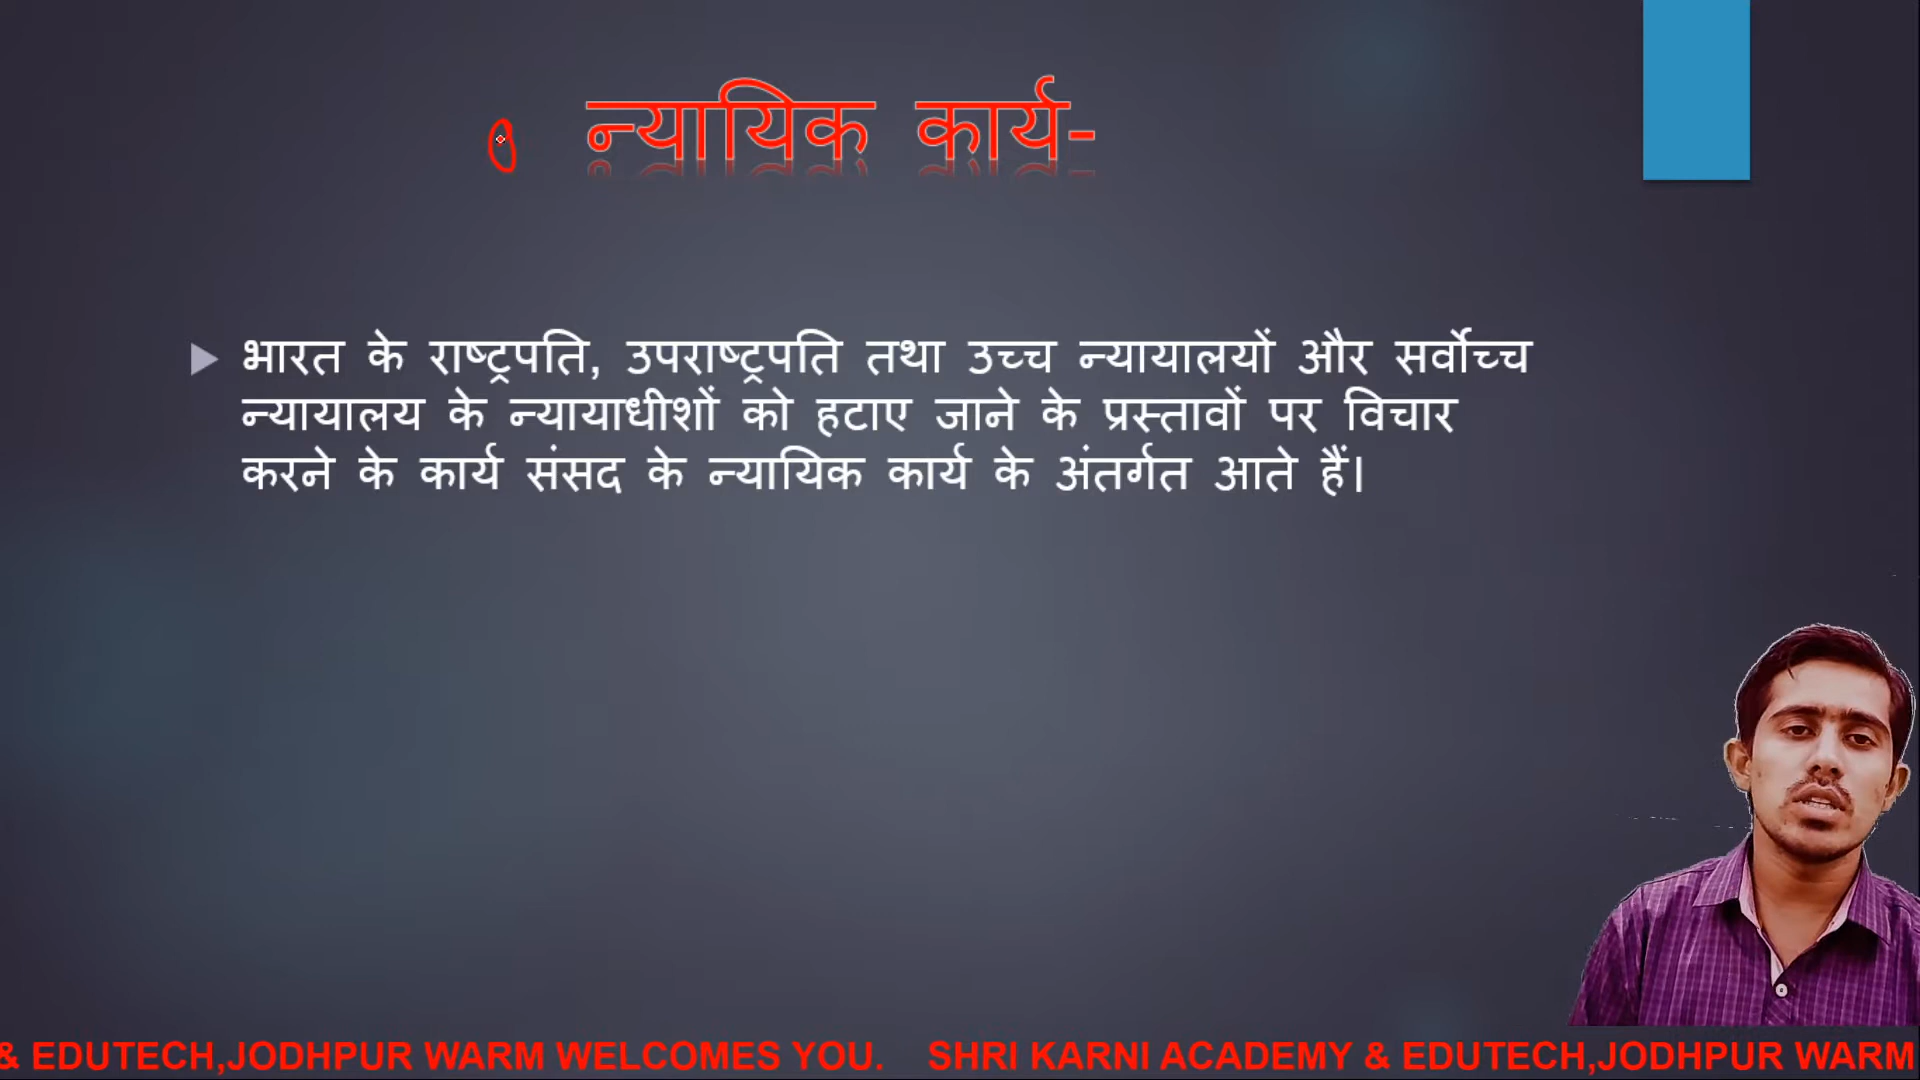 न्यायिक कार्य-
भारत के राष्ट्रपति, उपराष्ट्रपति तथा उच्च न्यायालयों और सर्वोच्च
न्यायालय के न्यायाधीशों को हटाए जाने के प्रस्तावों पर विचार
करने के कार्य संसद के न्यायिक कार्य के अंतर्गत आते हैं।
& EDUTECH,JODHPUR WARM WELCOMES YOU. SHRI KARNI ACADEMY & EDUTECH,JODHPUR WARM